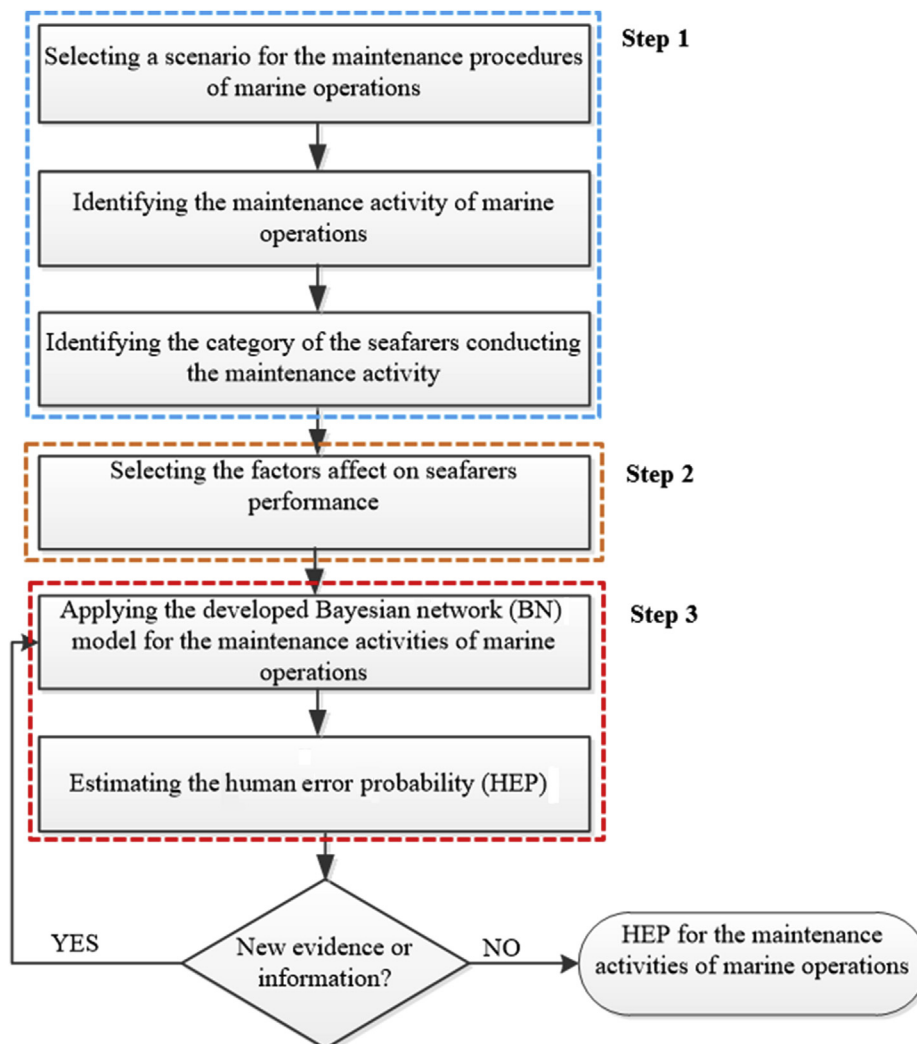 Step 1
Selecting a scenario for the maintenance procedures
of marine operations
Identifying the maintenance activity of marine
operations
Identifying the category of the seafarers conducting
the maintenance activity
Step 2
Selecting the factors affect on seafarers
performance
Step 3
Applying the developed Bayesian network (BN)
model for the maintenance activities of marine
operations
Estimating the human error probability (HEP)
YES
New evidence or
information?
NO
HEP for the maintenance
activities of marine operations